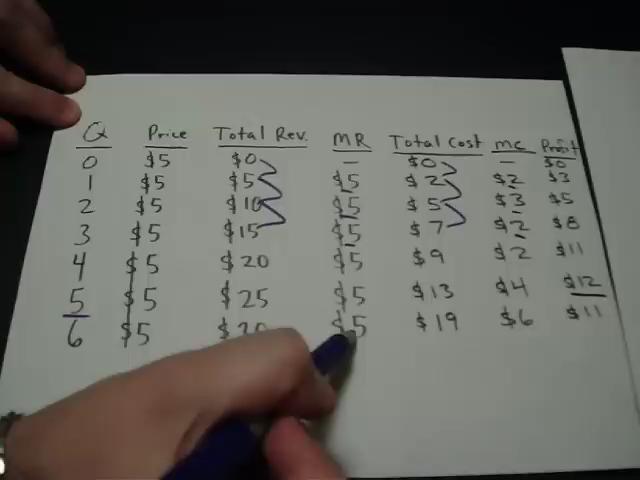 Q Price Total Rev. MR Total Cost MC Profit
0 $5 $0 – $0 – $0
1 $5 $5 $5 $2 $2 $3
2 $5 $10 $5 $5 $3 $5
3 $5 $15 $5 $7 $2 $8
4 $5 $20 $5 $9 $2 $11
5 $5 $25 $5 $13 $4 $12
6 $5 $5 $19 $6 $11